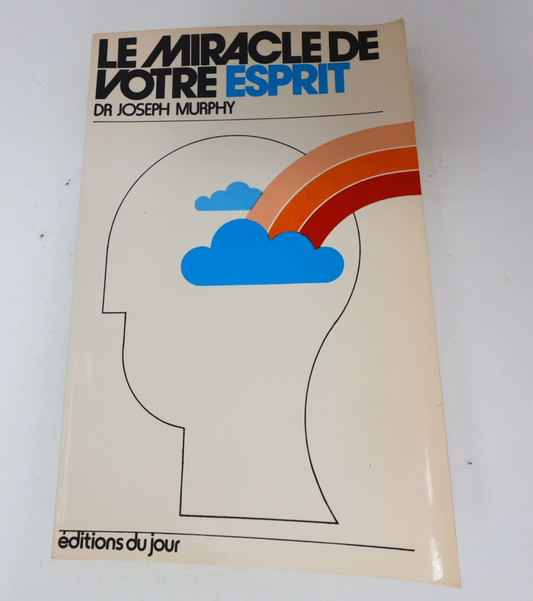 LE MIRACLE DE
VOTRE ESPRIT
DR JOSEPH MURPHY
éditions du jour